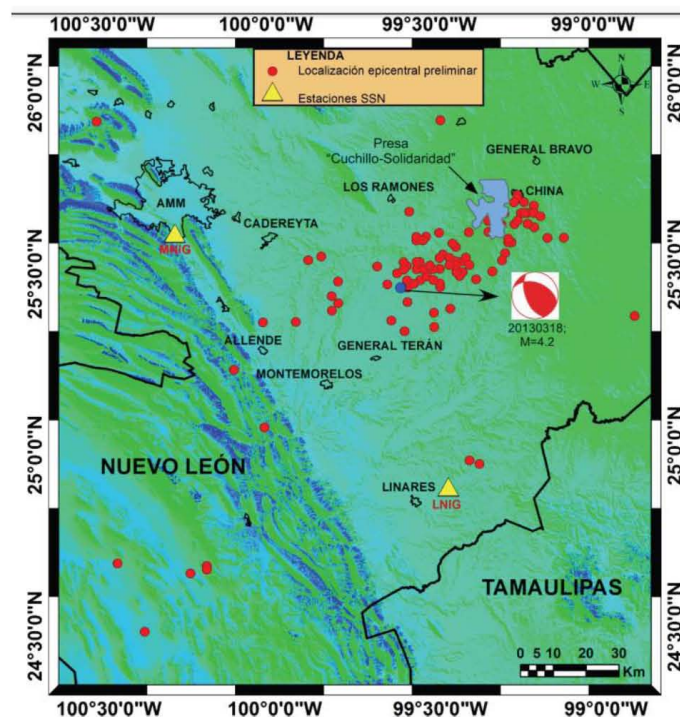 100°30'0"W 100°0'0"W 99°30'0"W 99°0'0"W
LEYENDA
Localización epicentral preliminar
Estaciones SSN
N
W E
S
26°0'0"N
26°0'0"N
Presa
"Cuchillo-Solidaridad"
GENERAL BRAVO
LOS RAMONES
CHINA
AMM
CADEREYTA
MNIG
25°30'0"N
25°30'0"N
20130318;
M=4.2
ALLENDE
GENERAL TERÁN
MONTEMORELOS
25°0'0"N
25°0'0"N
NUEVO LEÓN
LINARES
LNIG
TAMAULIPAS
24°30'0"N
24°30'0"N
0 5 10 20 30
Km
100°30'0"W 100°0'0"W 99°30'0"W 99°0'0"W